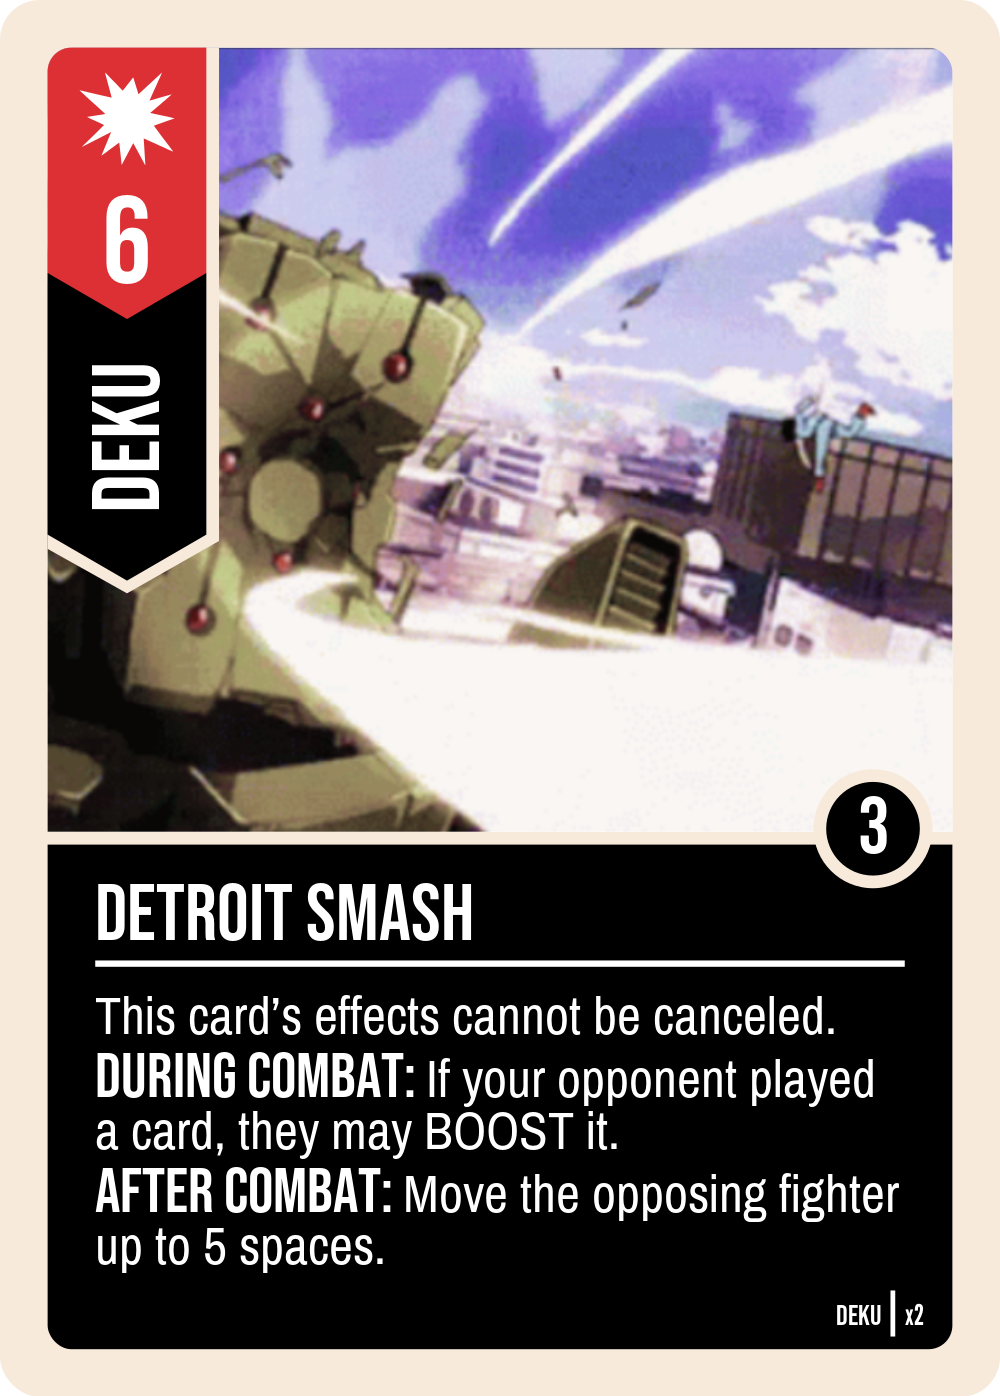 6
DEKU
3
DETROIT SMASH
This card’s effects cannot be canceled.
DURING COMBAT: If your opponent played
a card, they may BOOST it.
AFTER COMBAT: Move the opposing fighter
up to 5 spaces.
DEKU | x2